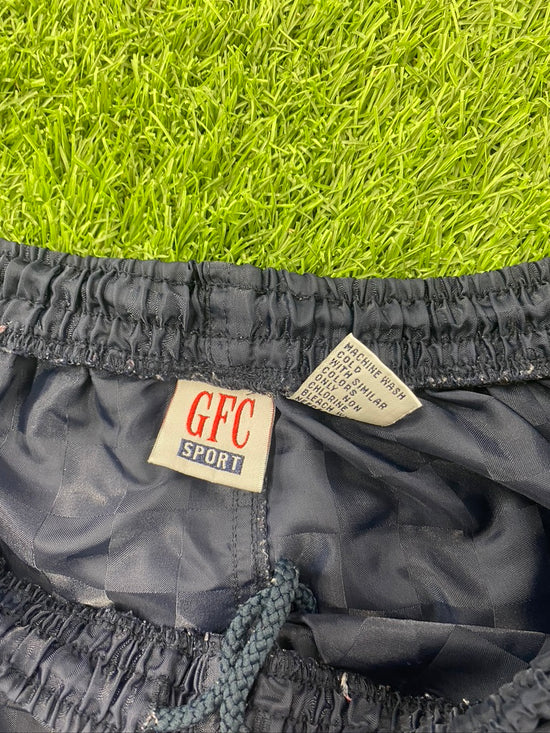 GFC
SPORT
MACHINE WASH
COLD
WITH SIMILAR
COLORS
ONLY NON
CHLORINE
BLEACH